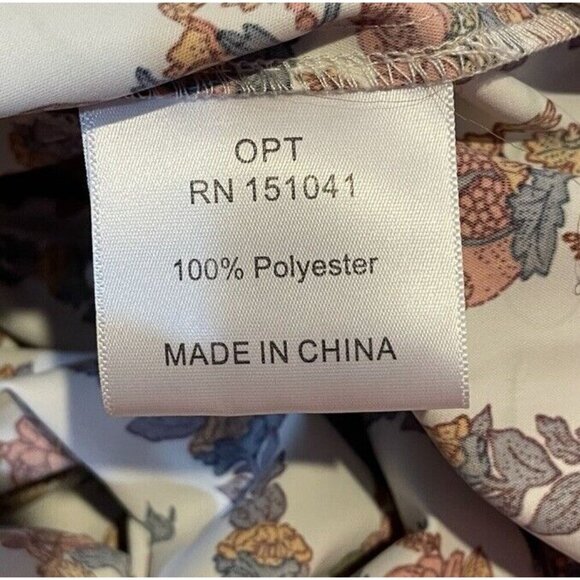 OPT
RN 151041
100% Polyester
MADE IN CHINA